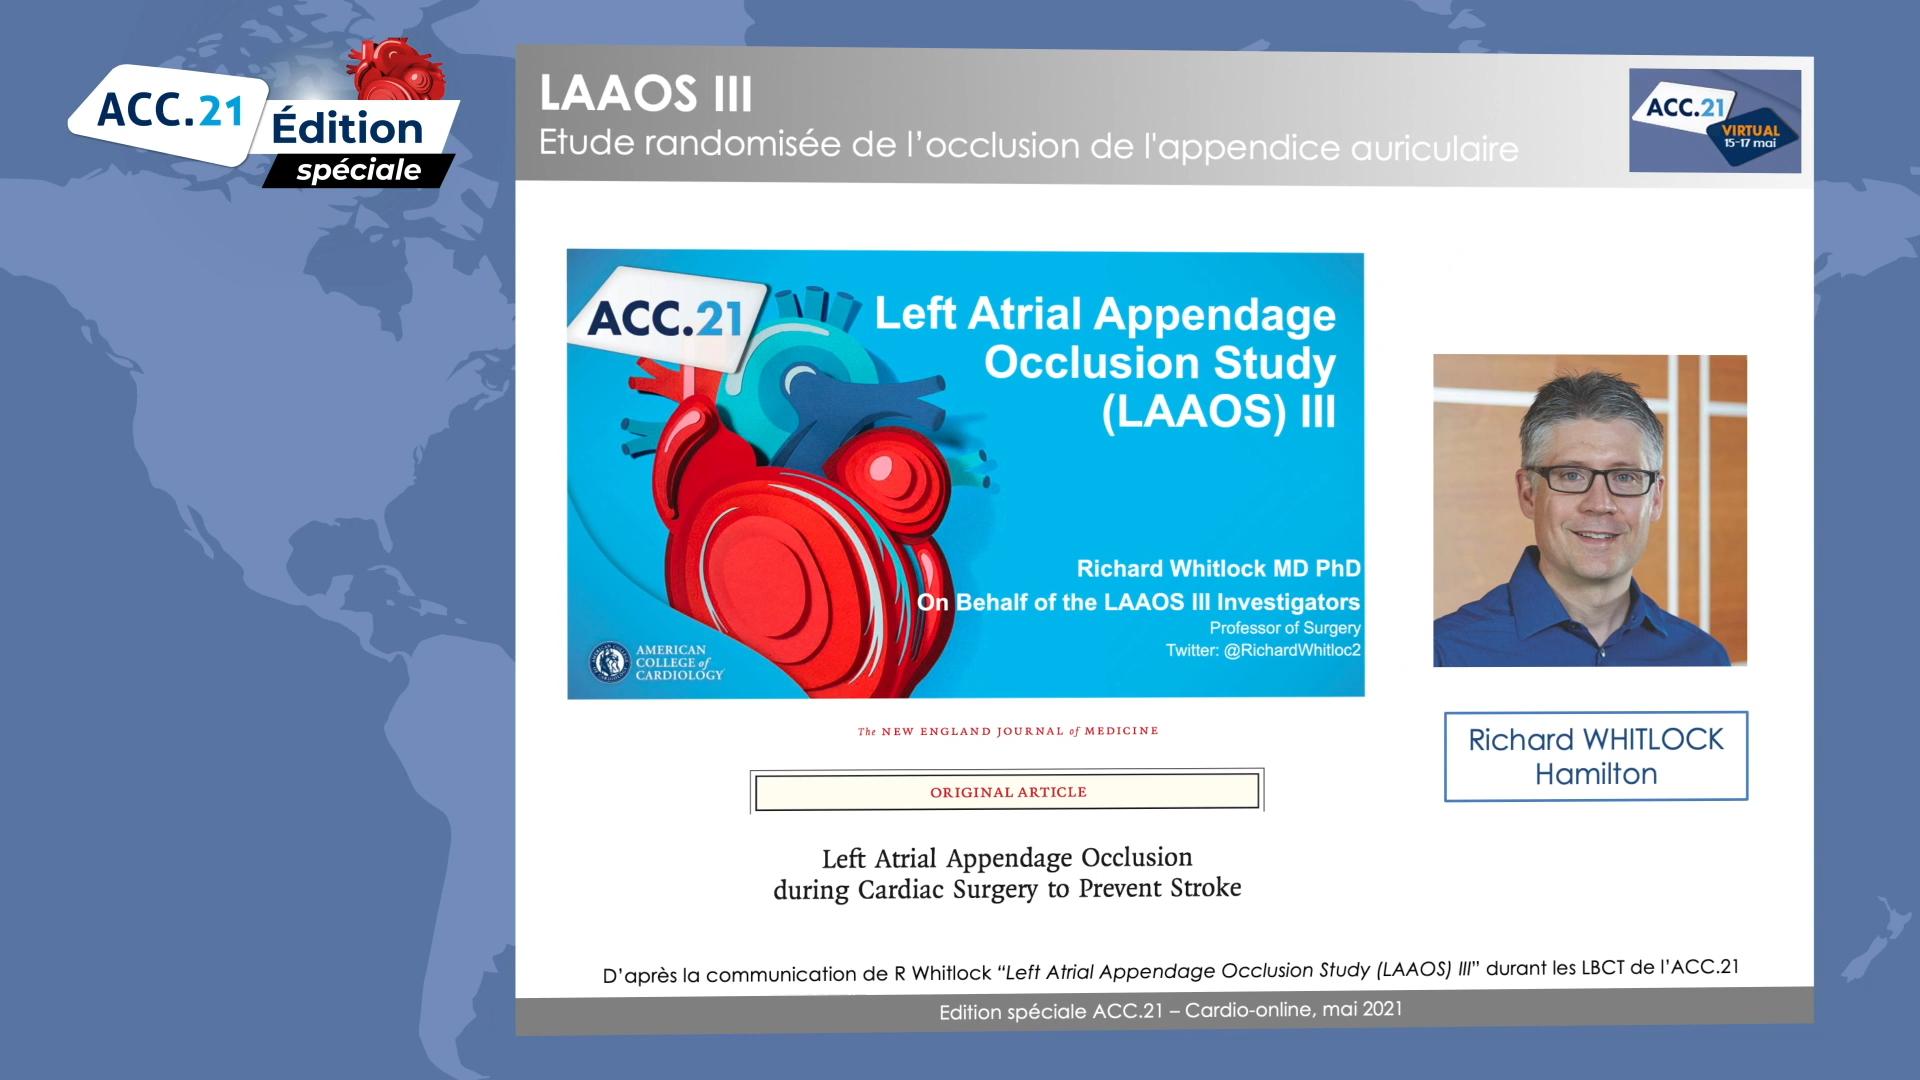 ACC.21
Édition
spéciale
LAAOS III
Etude randomisée de l’occlusion de l'appendice auriculaire
ACC.21
VIRTUAL
15-17 mai
ACC.21
Left Atrial Appendage
Occlusion Study
(LAAOS) III
Richard Whitlock MD PhD
On Behalf of the LAAOS III Investigators
Professor of Surgery
Twitter: @RichardWhitloc2
AMERICAN
COLLEGE of
CARDIOLOGY
Richard WHITLOCK
Hamilton
The NEW ENGLAND JOURNAL of MEDICINE
ORIGINAL ARTICLE
Left Atrial Appendage Occlusion
during Cardiac Surgery to Prevent Stroke
D’après la communication de R Whitlock “Left Atrial Appendage Occlusion Study (LAAOS) III” durant les LBCT de l’ACC.21
Edition spéciale ACC.21 – Cardio-online, mai 2021